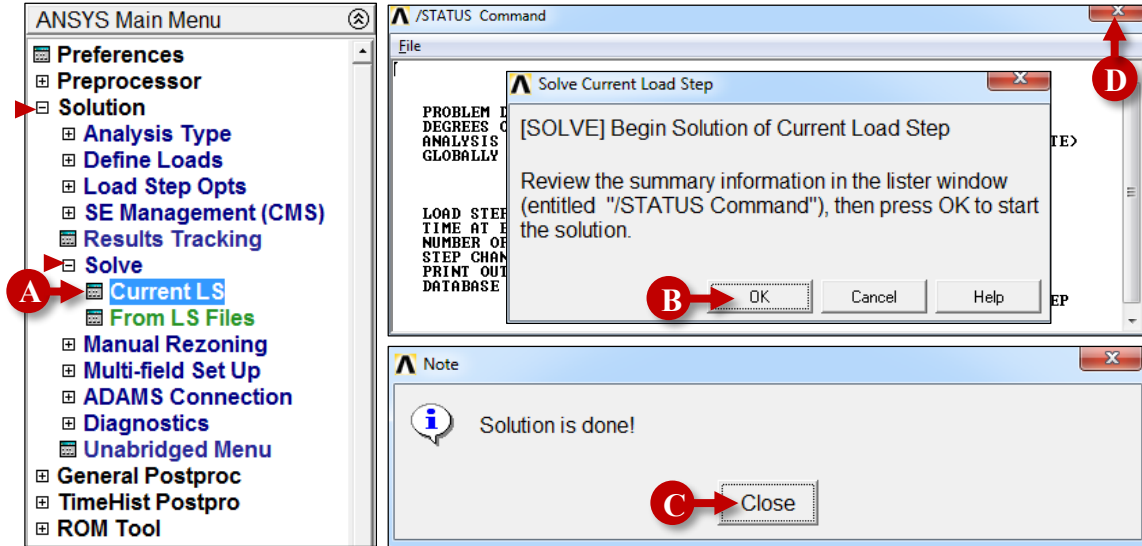 ANSYS Main Menu
Preferences
Preprocessor
Solution
Analysis Type
Define Loads
Load Step Opts
SE Management (CMS)
Results Tracking
Solve
A
Current LS
From LS Files
Manual Rezoning
Multi-field Set Up
ADAMS Connection
Diagnostics
Unabridged Menu
General Postproc
TimeHist Postpro
ROM Tool
/STATUS Command
D
File
PROBLEM
DEGREES
ANALYSIS
GLOBALLY
LOAD STEP
TIME AT
NUMBER OF
STEP
PRINT OUT
DATABASE
Solve Current Load Step
[SOLVE] Begin Solution of Current Load Step
Review the summary information in the lister window
(entitled "/STATUS Command"), then press OK to start
the solution.
B
OK
Cancel
Help
Note
Solution is done!
C
Close